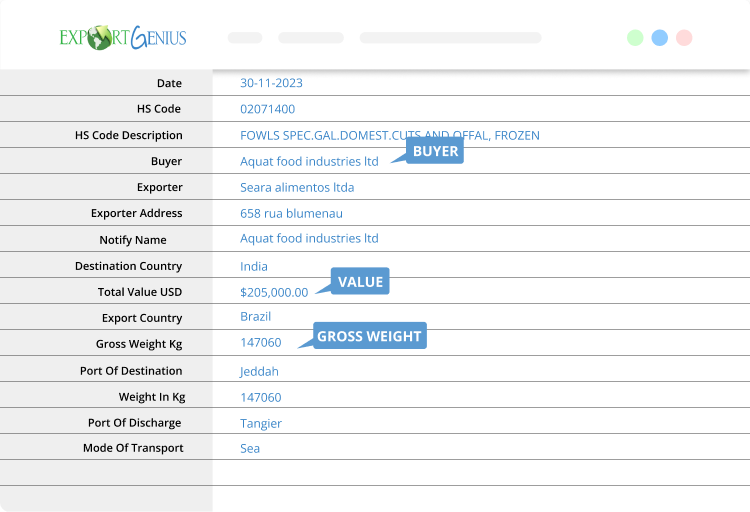 EXPORTGENIUS
Date 30-11-2023
HS Code 02071400
HS Code Description FOWLS SPEC.GAL.DOMEST.CUTS AND OFFAL, FROZEN
BUYER
Buyer Aquat food industries ltd
Exporter Seara alimentos ltda
Exporter Address 658 rua blumenau
Notify Name Aquat food industries ltd
Destination Country India
VALUE
Total Value USD $205,000.00
Export Country Brazil
GROSS WEIGHT
Gross Weight Kg 147060
Port Of Destination Jeddah
Weight In Kg 147060
Port Of Discharge Tangier
Mode Of Transport Sea